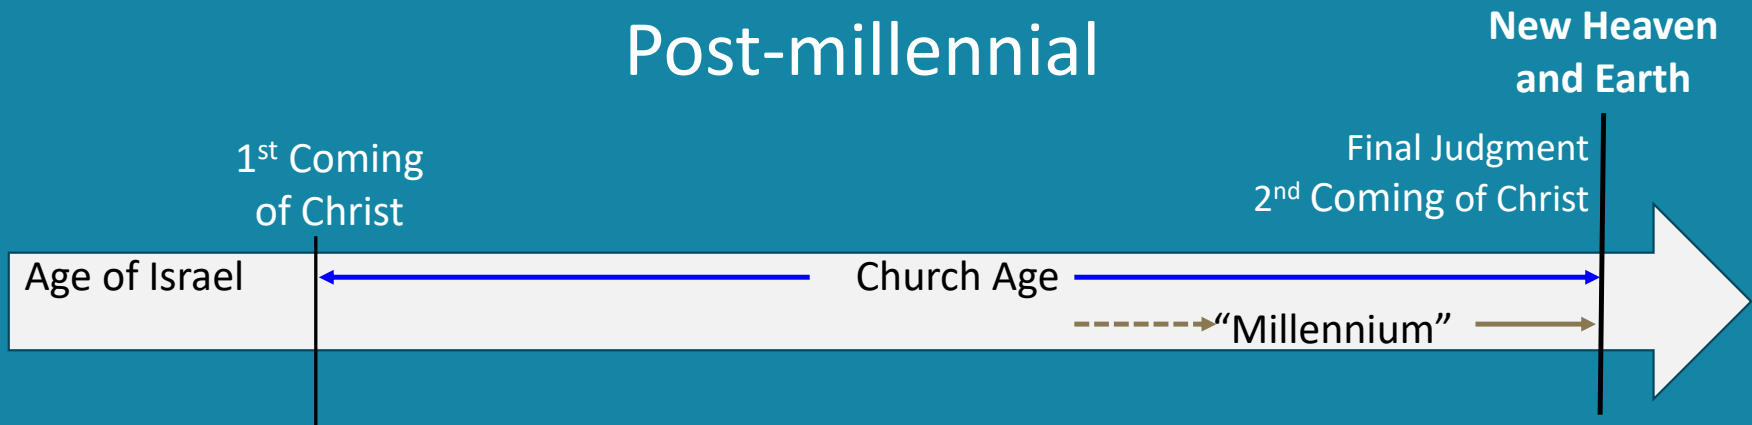 Post-millennial
New Heaven
and Earth
1st Coming
of Christ
Final Judgment
2nd Coming of Christ
Age of Israel
Church Age
“Millennium”